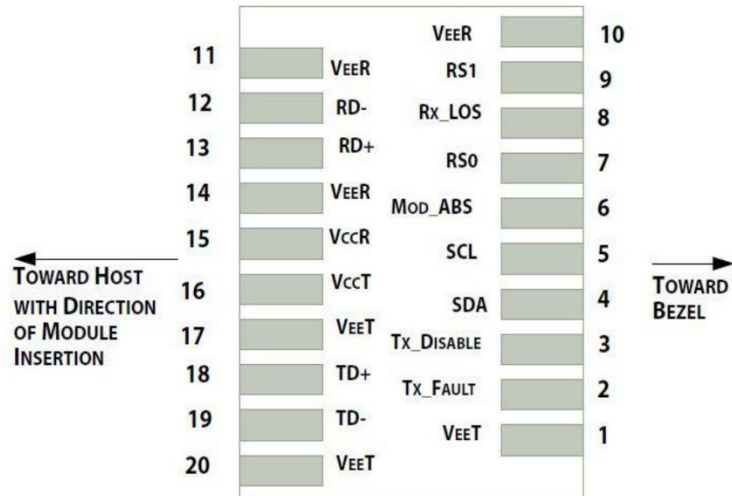 11 VEER
12 RD-
13 RD+
14 VEER
15 VCCR
16 VCCT
17 VEET
18 TD+
19 TD-
20 VEET
VEER 10
RS1 9
RX_LOS 8
RS0 7
MOD_ABS 6
SCL 5
SDA 4
TX_DISABLE 3
TX_FAULT 2
VEET 1
TOWARD HOST
WITH DIRECTION
OF MODULE
INSERTION
TOWARD
BEZEL